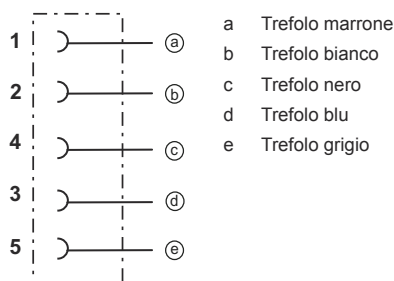 1 a
2 b
4 c
3 d
5 e
a Trefolo marrone
b Trefolo bianco
c Trefolo nero
d Trefolo blu
e Trefolo grigio